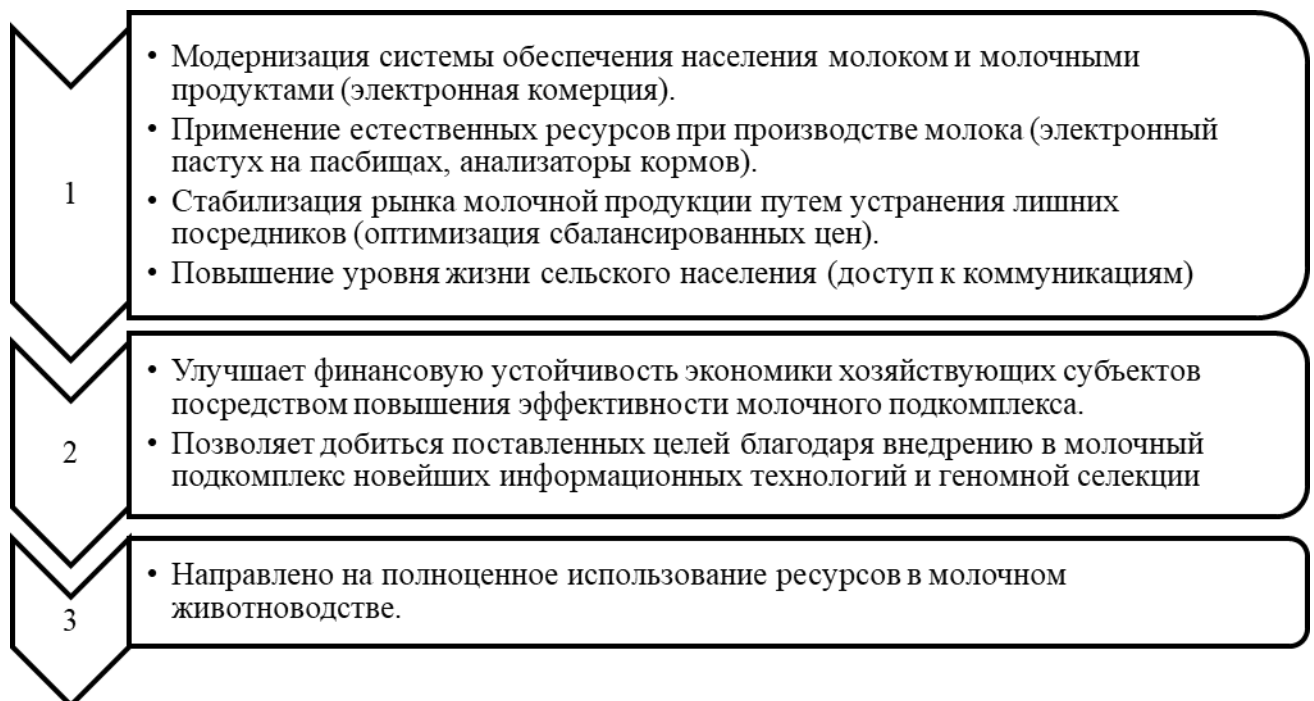 1
• Модернизация системы обеспечения населения молоком и молочными
продуктами (электронная комерция).
• Применение естественных ресурсов при производстве молока (электронный
пастух на пасбищах, анализаторы кормов).
• Стабилизация рынка молочной продукции путем устранения лишних
посредников (оптимизация сбалансированных цен).
• Повышение уровня жизни сельского населения (доступ к коммуникациям)
2
• Улучшает финансовую устойчивость экономики хозяйствующих субъектов
посредством повышения эффективности молочного подкомплекса.
• Позволяет добиться поставленных целей благодаря внедрению в молочный
подкомплекс новейших информационных технологий и геномной селекции
3
• Направлено на полноценное использование ресурсов в молочном
животноводстве.